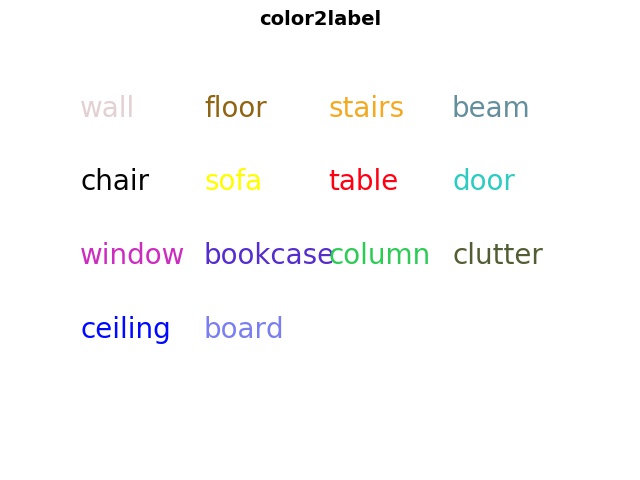 color2label
wall floor stairs beam
chair sofa table door
window bookcase column clutter
ceiling board